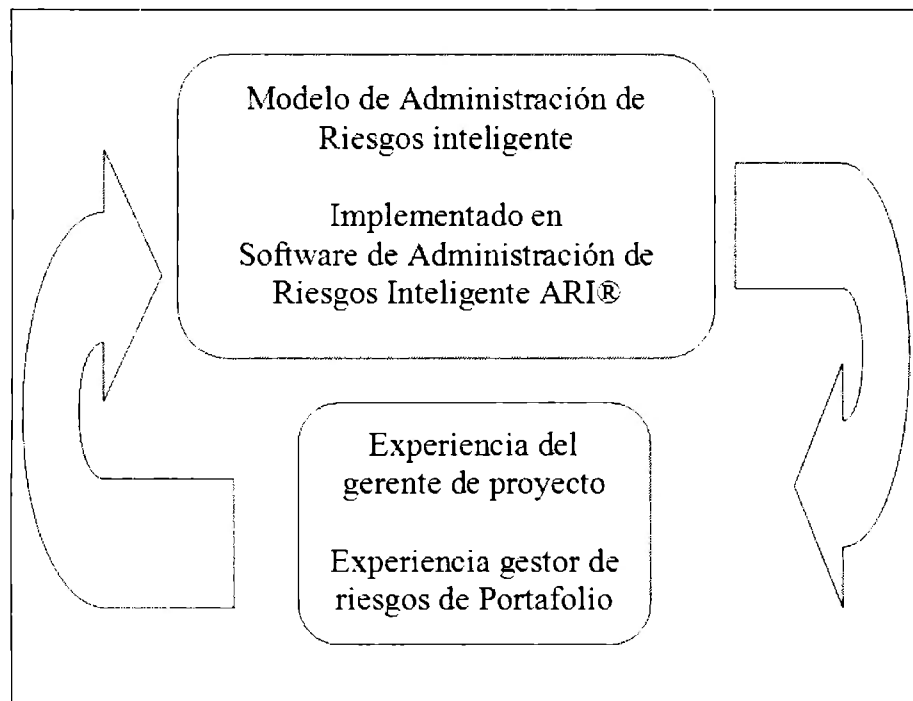 Modelo de Administración de
Riesgos inteligente
Implementado en
Software de Administración de
Riesgos Inteligente ARI®
Experiencia del
gerente de proyecto
Experiencia gestor de
riesgos de Portafolio